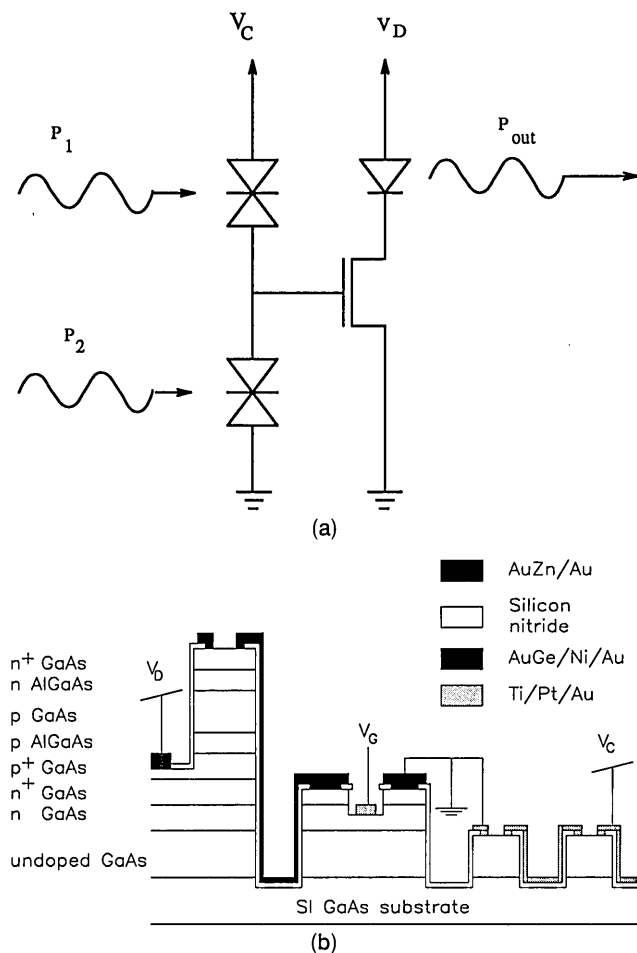 V_C
V_D
P_1
P_out
P_2
(a)
AuZn/Au
Silicon
nitride
AuGe/Ni/Au
Ti/Pt/Au
n+ GaAs
n AlGaAs
p GaAs
p AlGaAs
p+ GaAs
n+ GaAs
n GaAs
undoped GaAs
V_D
V_G
V_C
SI GaAs substrate
(b)